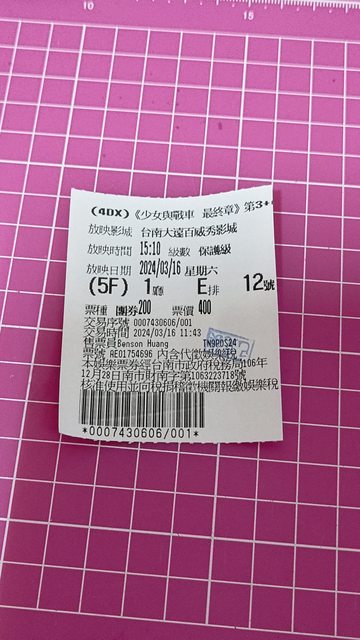 10 15
(4DX)《少女與戰車 最終章》第3+
放映影城 台南大遠百威秀影城
放映時間 15:10 級數 保護級
放映日期 2024/03/16 星期六
(5F) 1廳 E排 12號
票種 團券200 票價 400
交易序號 0007430606/001
交易時間 2024/03/16 11:43
售票員Benson Huang TN9POS24
票號 RE01754696 內含代徵娛樂稅
本娛樂票券經台南市政府稅務局106年
12月28日南市財南字第1063223718號
核准使用並向稅捐稽徵機關報繳娛樂稅
*0007430606/001*